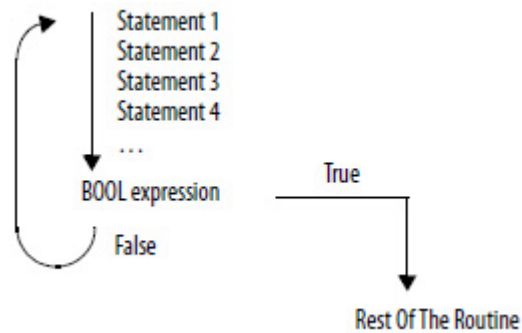 Statement 1
Statement 2
Statement 3
Statement 4
...
BOOL expression
True
False
Rest Of The Routine